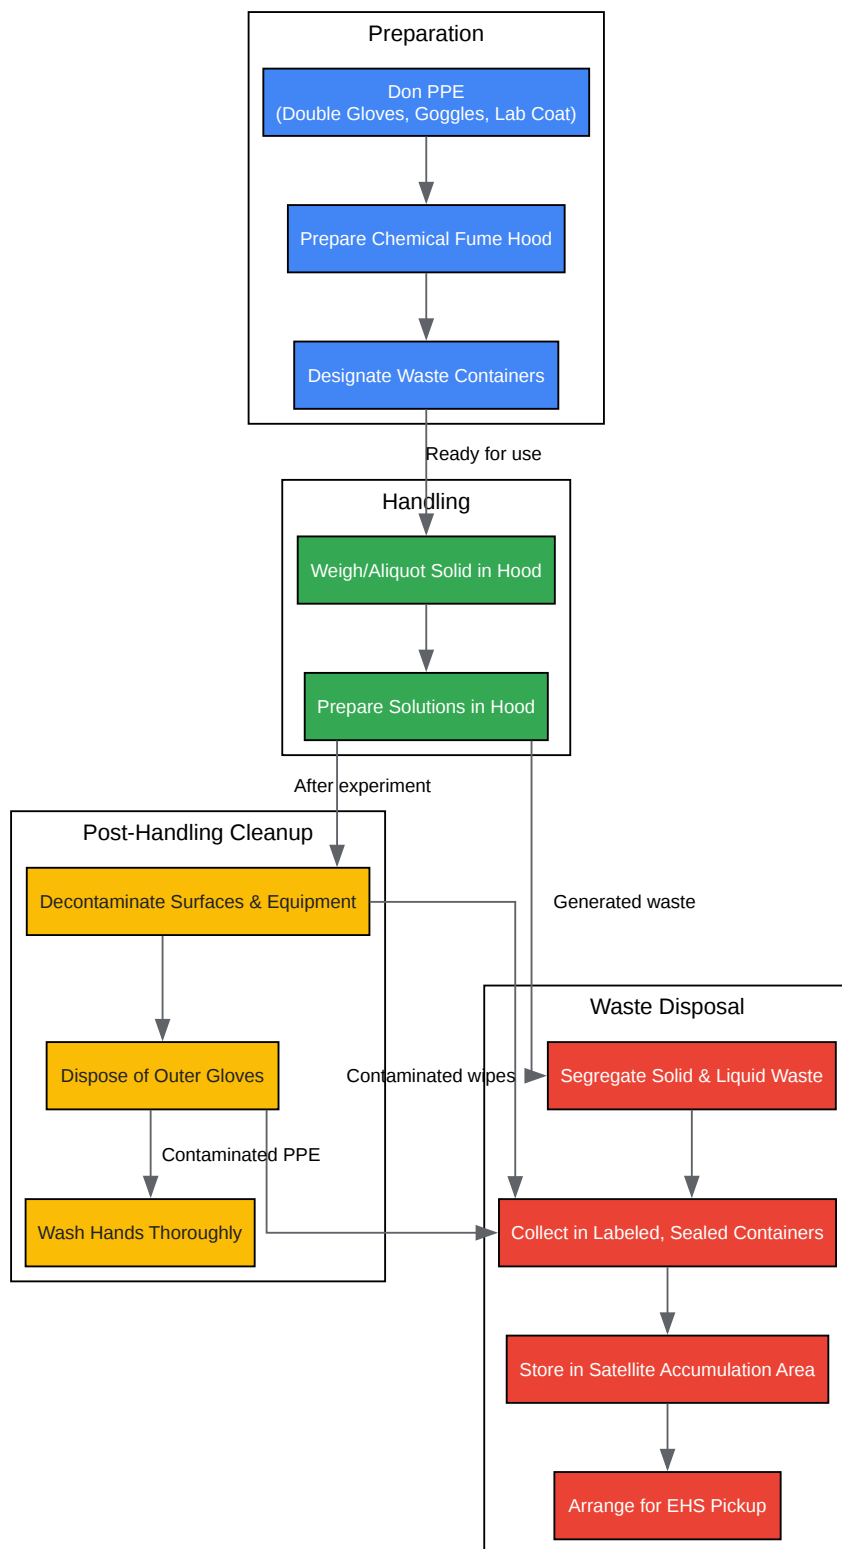 Preparation
Don PPE
(Double Gloves, Goggles, Lab Coat)
Prepare Chemical Fume Hood
Designate Waste Containers
Ready for use
Handling
Weigh/Aliquot Solid in Hood
Prepare Solutions in Hood
After experiment
Post-Handling Cleanup
Decontaminate Surfaces & Equipment
Generated waste
Waste Disposal
Dispose of Outer Gloves
Contaminated wipes
Segregate Solid & Liquid Waste
Contaminated PPE
Wash Hands Thoroughly
Collect in Labeled, Sealed Containers
Store in Satellite Accumulation Area
Arrange for EHS Pickup